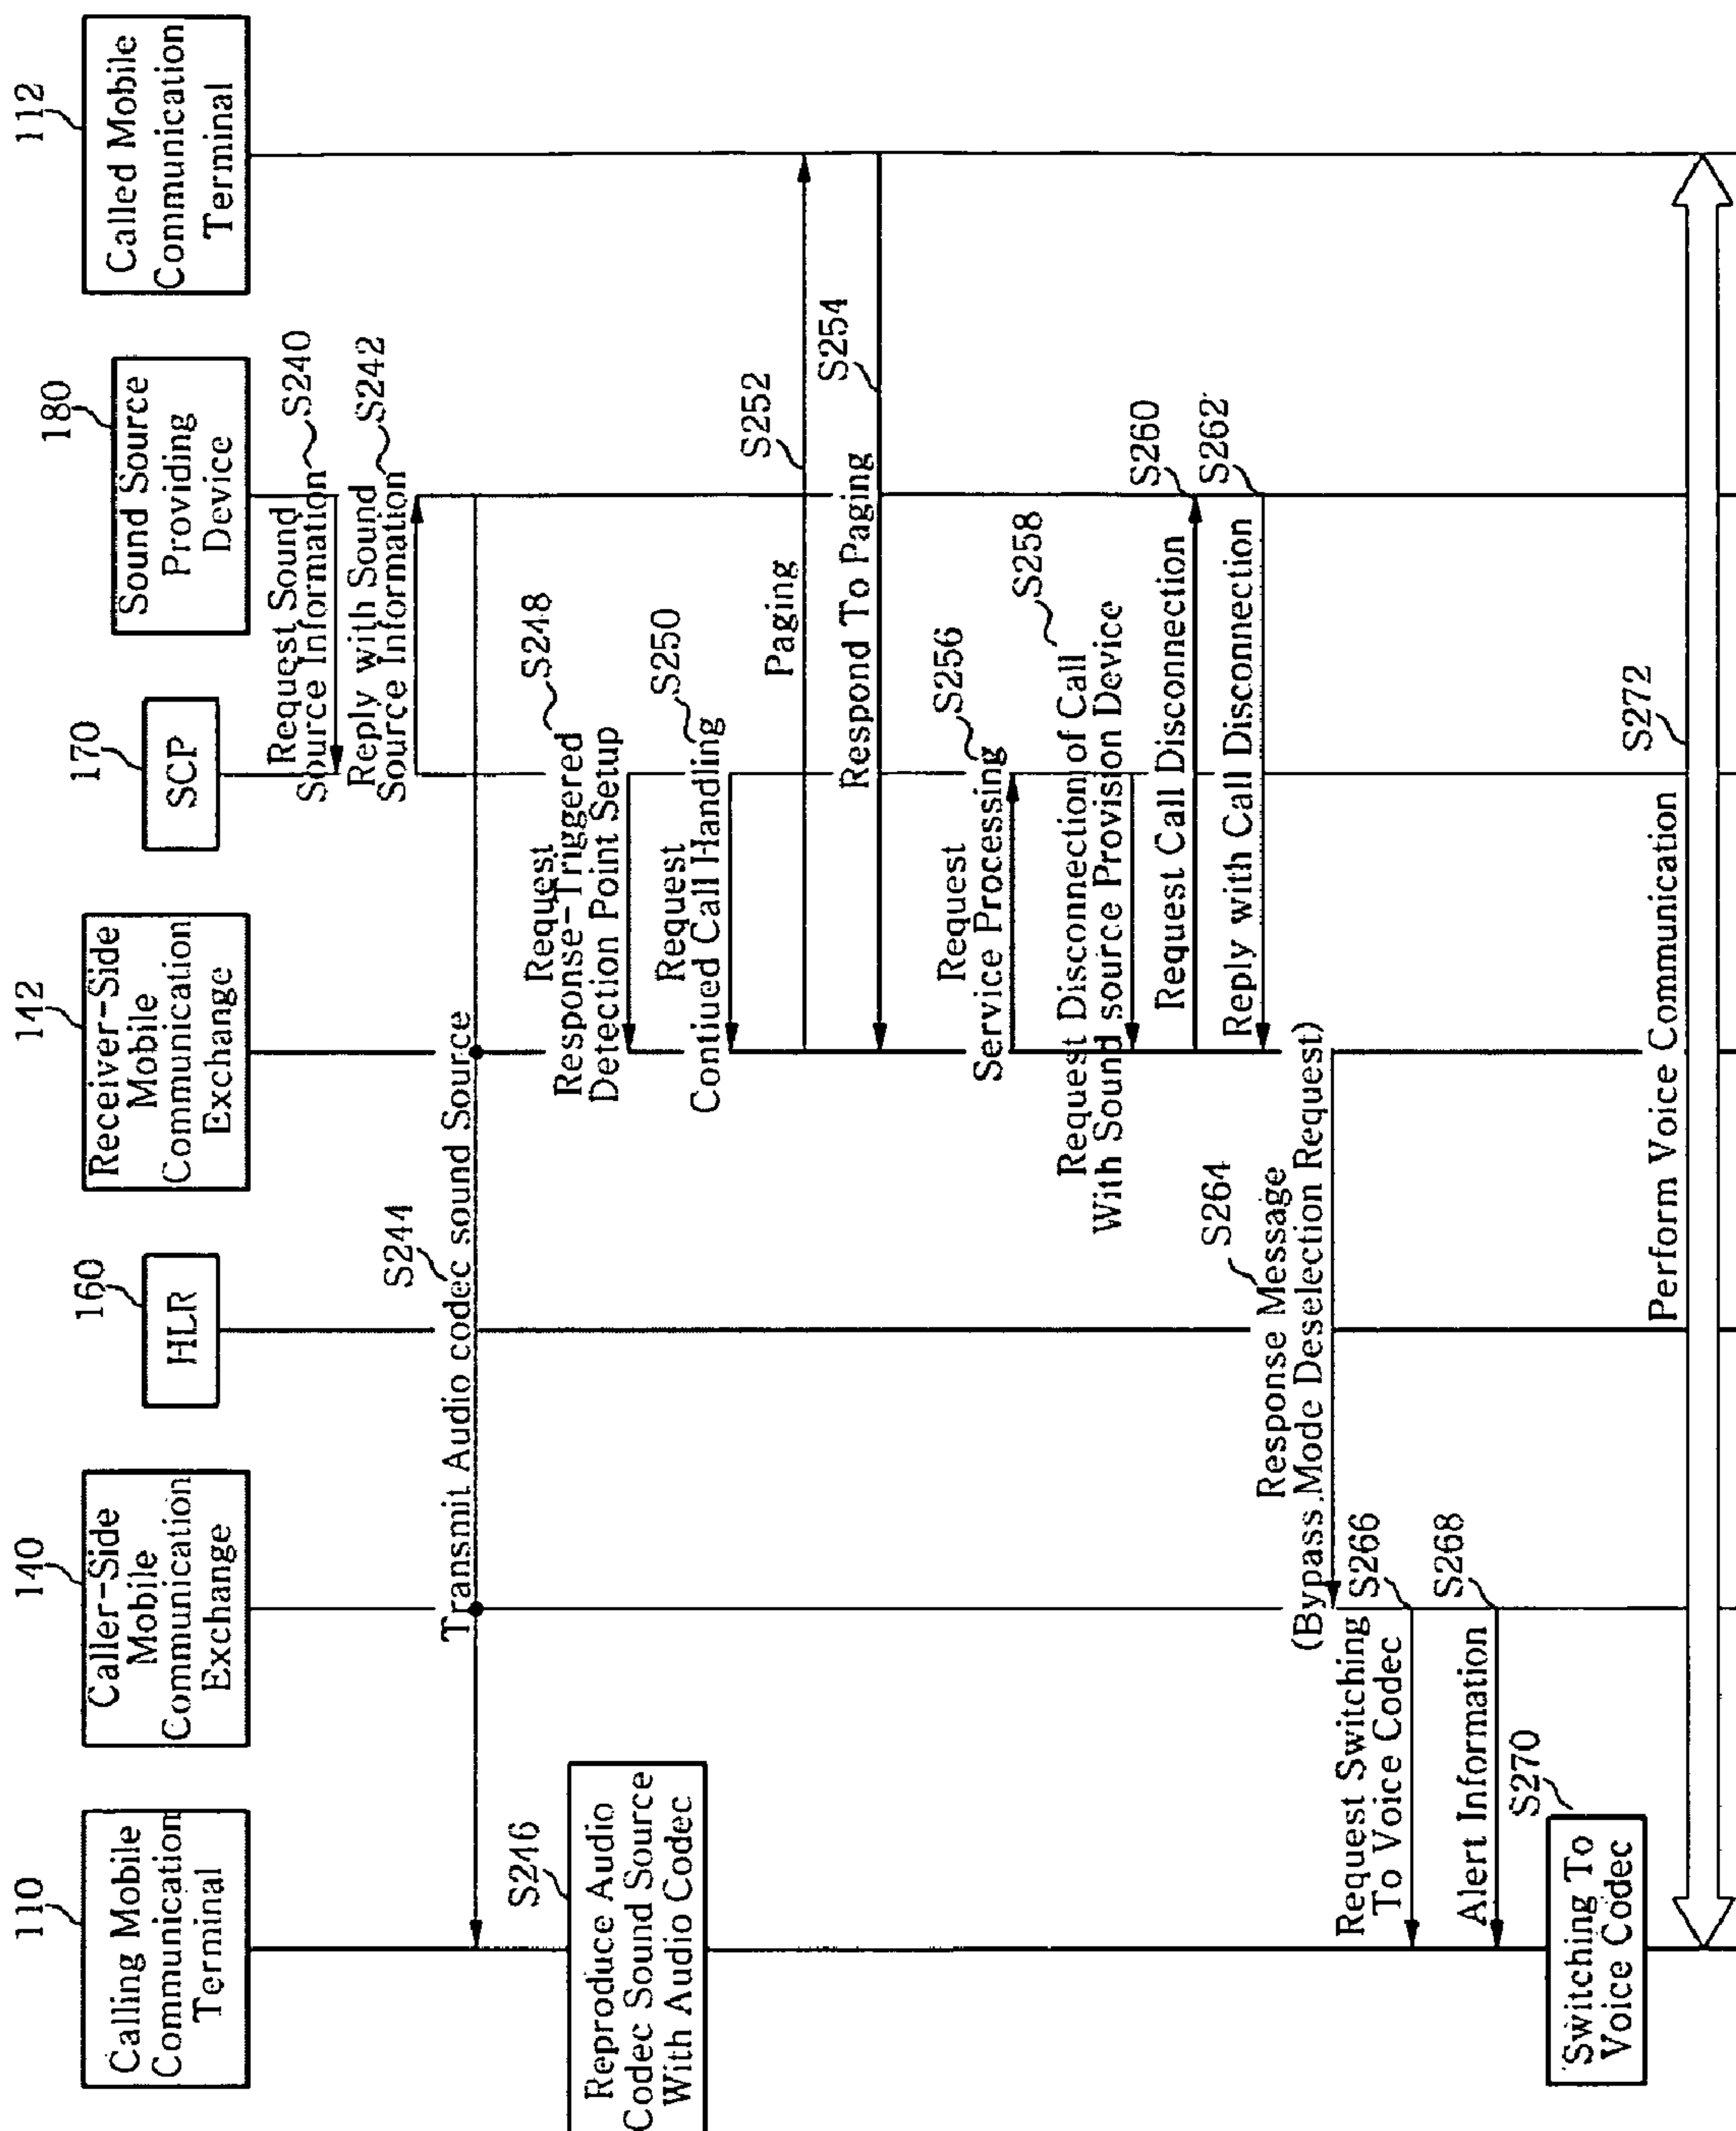 110
Calling Mobile
Communication
Terminal
140
Caller-Side
Mobile
Communication
Exchange
160
HLR
142
Receiver-Side
Mobile
Communication
Exchange
170
SCP
180
Sound Source
Providing
Device
112
Called Mobile
Communication
Terminal
Request Sound
Source Information
S240
Reply with Sound
Source Information
S242
S244
Transmit Audio codec sound Source
S246
Reproduce Audio
Codec Sound Source
With Audio Codec
Request
Response-Triggered
Detection Point Setup
S248
Request
Contiued Call Handling
S250
Paging
S252
Respond To Paging
S254
Request
Service Processing
S256
Request Disconnection of Call
With Sound source Provision Device
S258
Request Call Disconnection
S260
Reply with Call Disconnection
S262
S264
Response Message
(Bypass Mode Deselection Request)
Request Switching
To Voice Codec
S266
Alert Information
S268
S270
Switching To
Voice Codec
Perform Voice Communication
S272